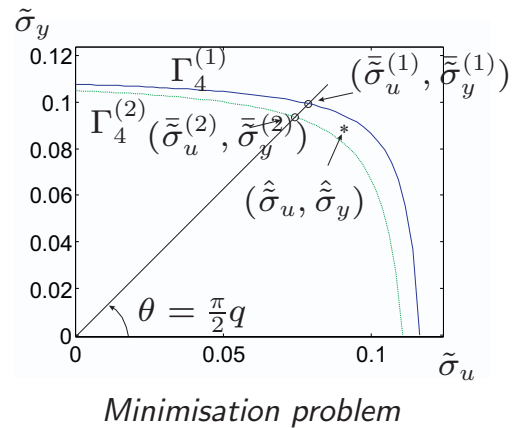 σ̃_y
0.12
Γ_4^(1)
(σ̄̃_u^(1), σ̄̃_y^(1))
0.1
Γ_4^(2)
(σ̄̃_u^(2), σ̄̃_y^(2))
*
0.08
(σ̂̃_u, σ̂̃_y)
0.06
0.04
0.02
θ = π/2 q
0
0 0.05 0.1
σ̃_u
Minimisation problem